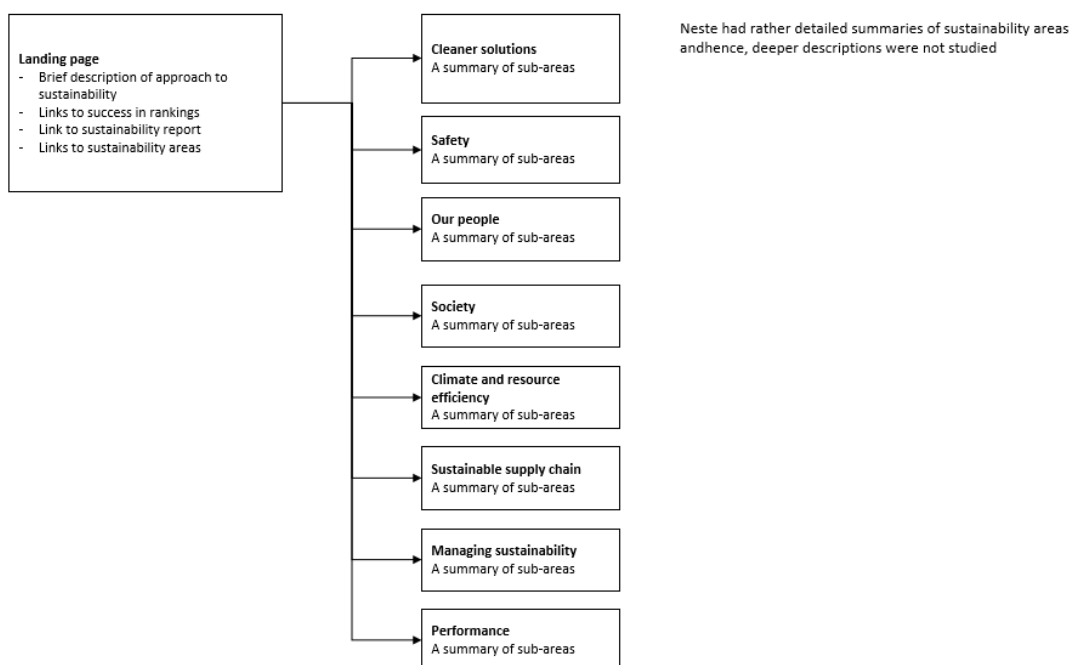 Landing page
- Brief description of approach to
sustainability
- Links to success in rankings
- Link to sustainability report
- Links to sustainability areas
Cleaner solutions
A summary of sub-areas
Safety
A summary of sub-areas
Our people
A summary of sub-areas
Society
A summary of sub-areas
Climate and resource
efficiency
A summary of sub-areas
Sustainable supply chain
A summary of sub-areas
Managing sustainability
A summary of sub-areas
Performance
A summary of sub-areas
Neste had rather detailed summaries of sustainability areas
andhence, deeper descriptions were not studied